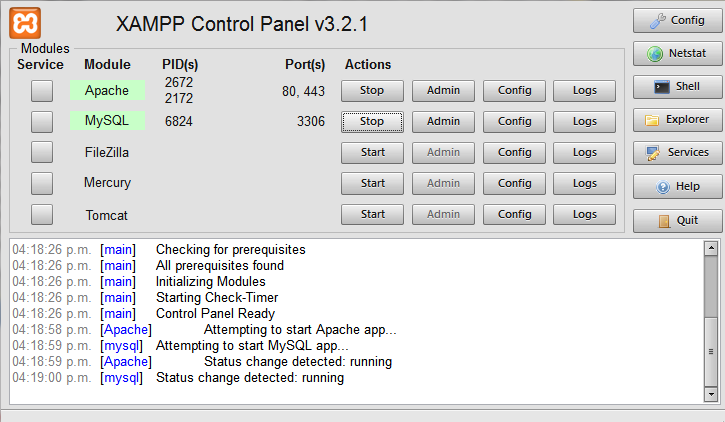 XAMPP Control Panel v3.2.1
Modules
Service Module PID(s) Port(s) Actions
Apache 2672 2172 80, 443 Stop Admin Config Logs
MySQL 6824 3306 Stop Admin Config Logs
FileZilla Start Admin Config Logs
Mercury Start Admin Config Logs
Tomcat Start Admin Config Logs
Config
Netstat
Shell
Explorer
Services
Help
Quit
04:18:26 p.m. [main] Checking for prerequisites
04:18:26 p.m. [main] All prerequisites found
04:18:26 p.m. [main] Initializing Modules
04:18:26 p.m. [main] Starting Check-Timer
04:18:26 p.m. [main] Control Panel Ready
04:18:58 p.m. [Apache] Attempting to start Apache app...
04:18:59 p.m. [mysql] Attempting to start MySQL app...
04:18:59 p.m. [Apache] Status change detected: running
04:19:00 p.m. [mysql] Status change detected: running